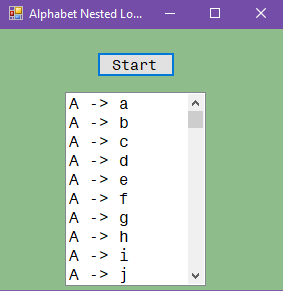 Alphabet Nested Lo...
Start
A -> a
A -> b
A -> c
A -> d
A -> e
A -> f
A -> g
A -> h
A -> i
A -> j